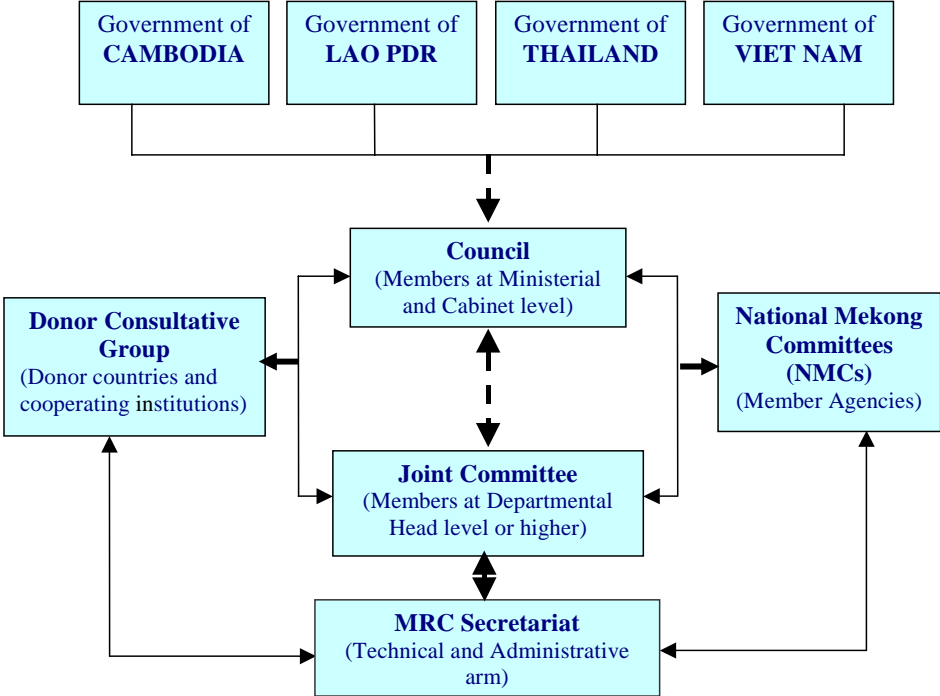 Government of
CAMBODIA
Government of
LAO PDR
Government of
THAILAND
Government of
VIET NAM
Council
(Members at Ministerial
and Cabinet level)
Donor Consultative
Group
(Donor countries and
cooperating institutions)
National Mekong
Committees
(NMCs)
(Member Agencies)
Joint Committee
(Members at Departmental
Head level or higher)
MRC Secretariat
(Technical and Administrative
arm)